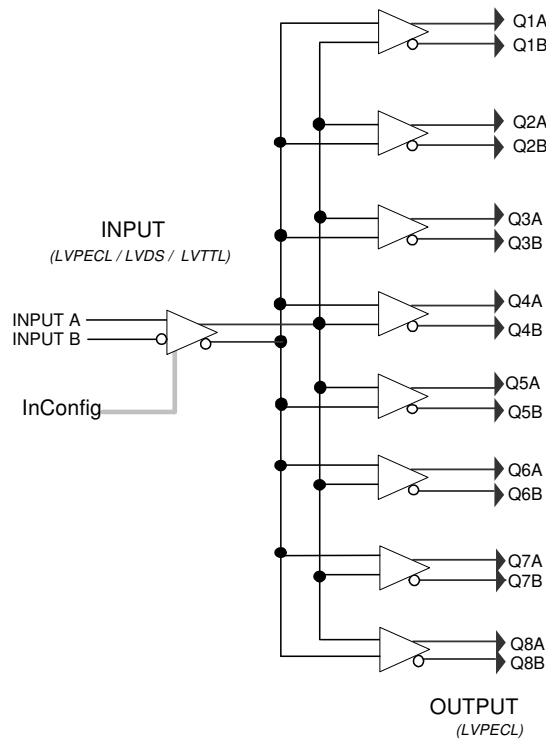 Q1A
Q1B
Q2A
Q2B
INPUT
(LVPECL / LVDS / LVTTL)
Q3A
Q3B
INPUT A
INPUT B
Q4A
Q4B
InConfig
Q5A
Q5B
Q6A
Q6B
Q7A
Q7B
Q8A
Q8B
OUTPUT
(LVPECL)